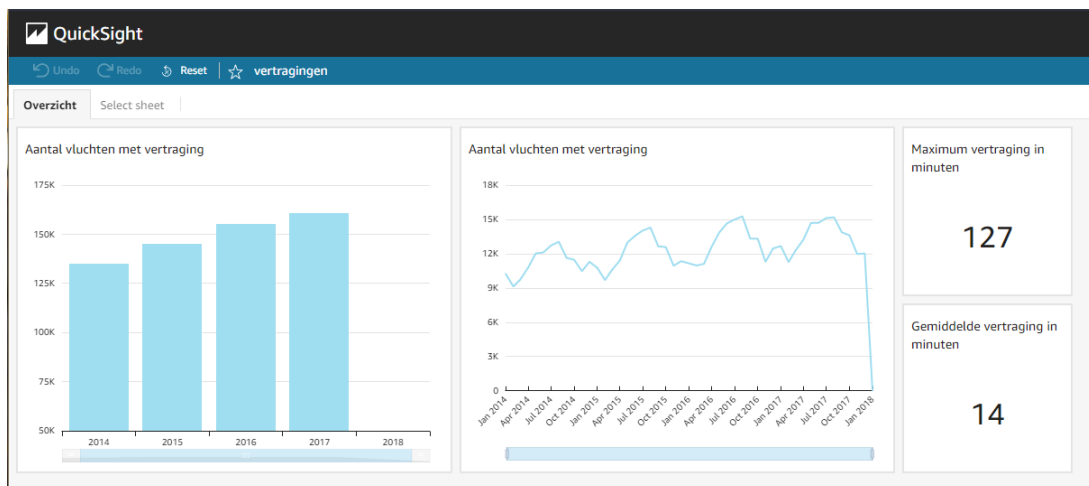 QuickSight
Undo Redo Reset vertragingen
Overzicht Select sheet
Aantal vluchten met vertraging
175K
150K
125K
100K
75K
50K
2014 2015 2016 2017 2018
Aantal vluchten met vertraging
18K
15K
12K
9K
6K
3K
0
Jan 2014 Apr 2014 Jul 2014 Oct 2014 Jan 2015 Apr 2015 Jul 2015 Oct 2015 Jan 2016 Apr 2016 Jul 2016 Oct 2016 Jan 2017 Apr 2017 Jul 2017 Oct 2017 Jan 2018
Maximum vertraging in
minuten
127
Gemiddelde vertraging in
minuten
14